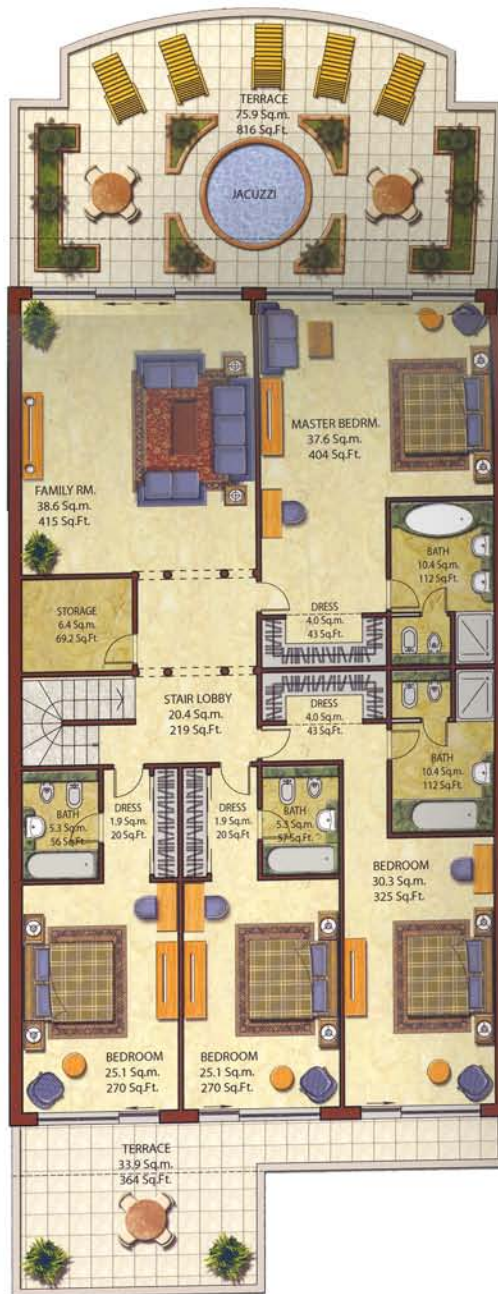 TERRACE
75.9 Sq.m.
816 Sq.Ft.
JACUZZI
MASTER BEDRM.
37.6 Sq.m.
404 Sq.Ft.
FAMILY RM.
38.6 Sq.m.
415 Sq.Ft.
BATH
10.4 Sq.m.
112 Sq.Ft
STORAGE
6.4 Sq.m.
69.2 Sq.Ft
DRESS
4.0 Sq.m.
43 Sq.Ft.
STAIR LOBBY
20.4 Sq.m.
219 Sq.Ft.
DRESS
4.0 Sq.m.
43 Sq.Ft.
BATH
10.4 Sq.m.
112 Sq.Ft
BATH
5.3 Sq.m.
56 Sq.Ft
DRESS
1.9 Sq.m.
20 Sq.Ft.
DRESS
1.9 Sq.m.
20 Sq.Ft
BATH
5.3 Sq.m.
57 Sq.Ft
BEDROOM
30.3 Sq.m.
325 Sq.Ft.
BEDROOM
25.1 Sq.m.
270 Sq.Ft.
BEDROOM
25.1 Sq.m.
270 Sq.Ft.
TERRACE
33.9 Sq.m.
364 Sq.Ft.